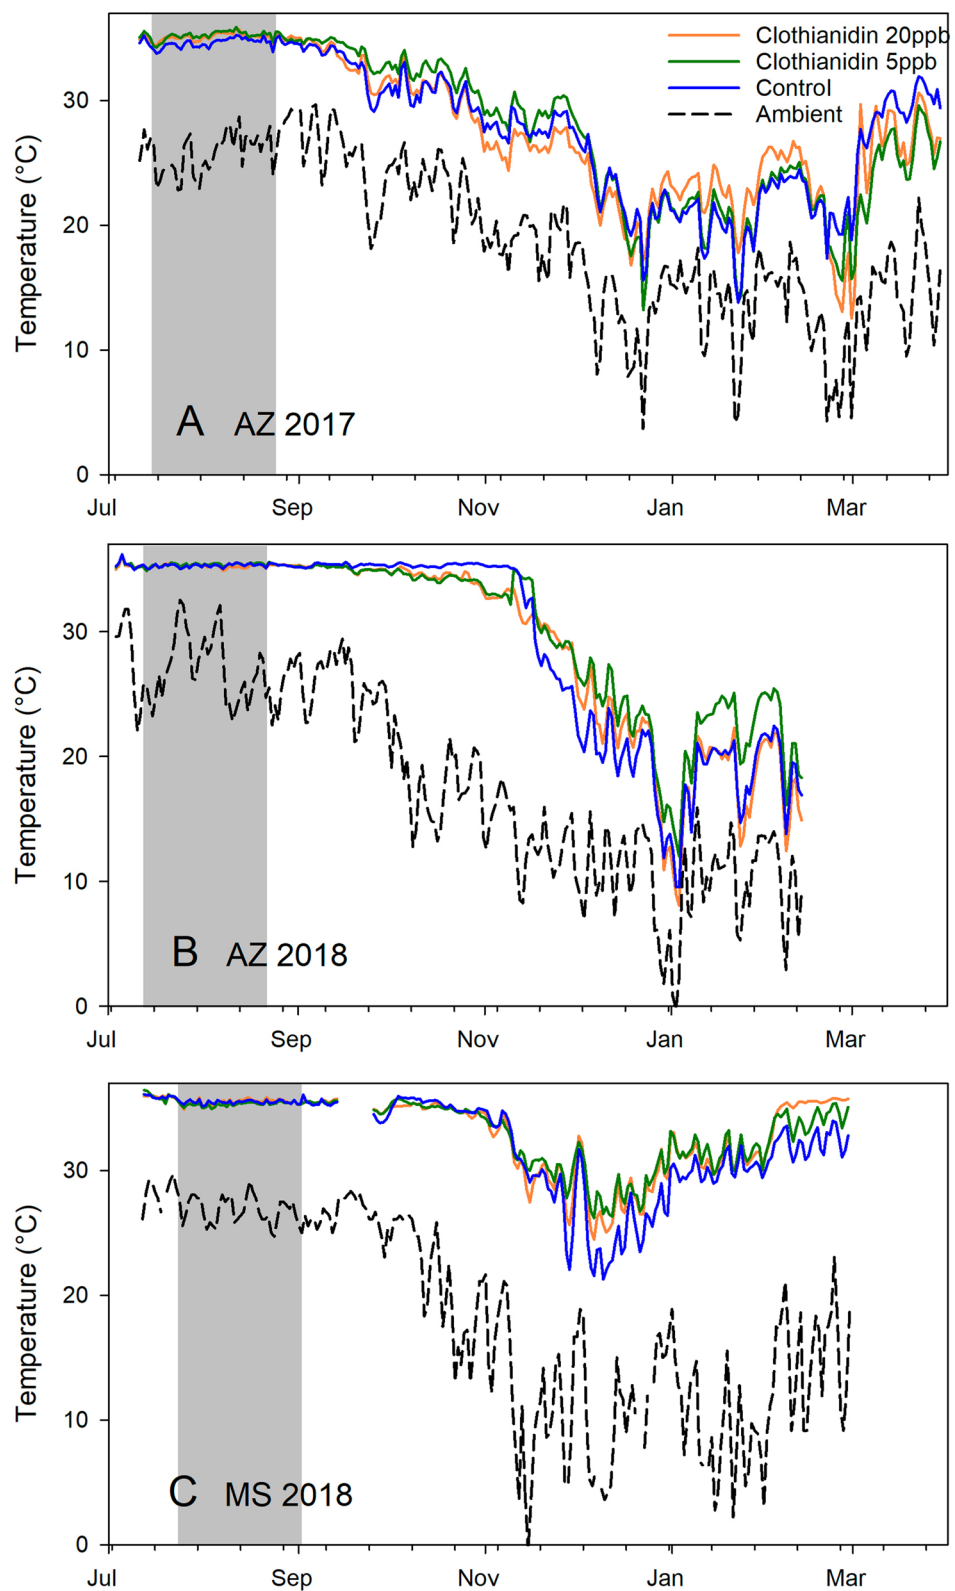 Clothianidin 20ppb
Clothianidin 5ppb
Control
Ambient
Temperature (°C)
30
20
10
0
A AZ 2017
Jul Sep Nov Jan Mar
Temperature (°C)
30
20
10
0
B AZ 2018
Jul Sep Nov Jan Mar
Temperature (°C)
30
20
10
0
C MS 2018
Jul Sep Nov Jan Mar